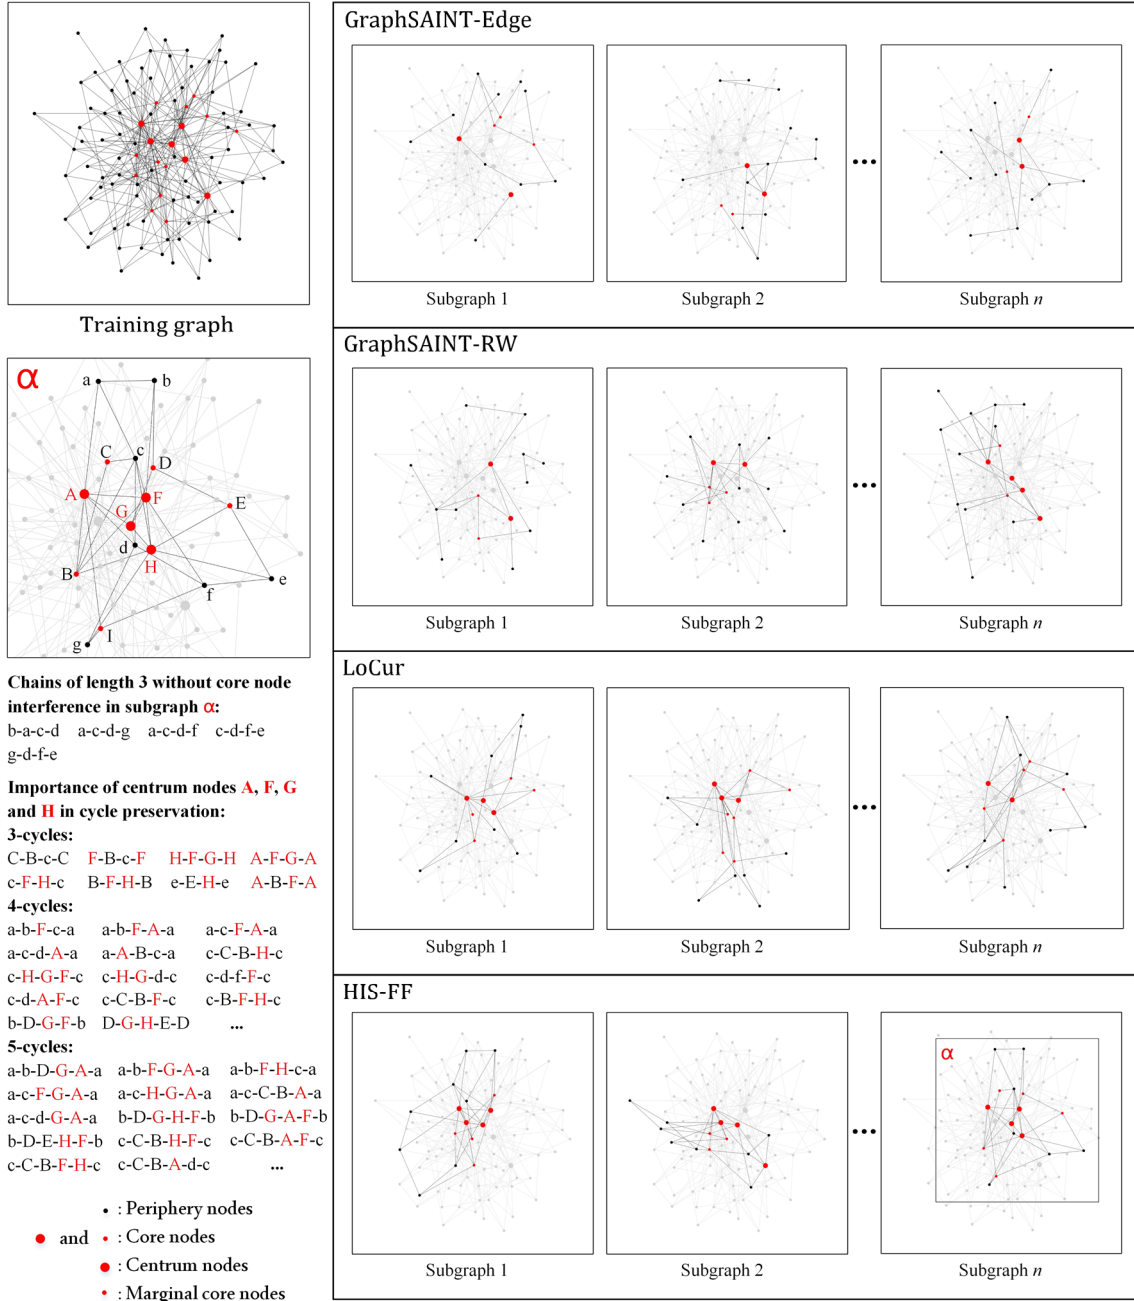 GraphSAINT-Edge
Subgraph 1
Subgraph 2
•••
Subgraph n
Training graph
GraphSAINT-RW
Subgraph 1
Subgraph 2
•••
Subgraph n
α
a
b
c
C
D
A
F
E
G
d
H
B
e
f
I
g
LoCur
Subgraph 1
Subgraph 2
•••
Subgraph n
Chains of length 3 without core node
interference in subgraph α:
b-a-c-d a-c-d-g a-c-d-f c-d-f-e
g-d-f-e
Importance of centrum nodes A, F, G
and H in cycle preservation:
3-cycles:
C-B-c-C F-B-c-F H-F-G-H A-F-G-A
c-F-H-c B-F-H-B e-E-H-e A-B-F-A
4-cycles:
a-b-F-c-a a-b-F-A-a a-c-F-A-a
a-c-d-A-a a-A-B-c-a c-C-B-H-c
c-H-G-F-c c-H-G-d-c c-d-f-F-c
c-d-A-F-c c-C-B-F-c c-B-F-H-c
b-D-G-F-b D-G-H-E-D ...
5-cycles:
a-b-D-G-A-a a-b-F-G-A-a a-b-F-H-c-a
a-c-F-G-A-a a-c-H-G-A-a a-c-C-B-A-a
a-c-d-G-A-a b-D-G-H-F-b b-D-G-A-F-b
b-D-E-H-F-b c-C-B-H-F-c c-C-B-A-F-c
c-C-B-F-H-c c-C-B-A-d-c ...
HIS-FF
α
Subgraph 1
Subgraph 2
•••
Subgraph n
: Periphery nodes
and : Core nodes
: Centrum nodes
: Marginal core nodes